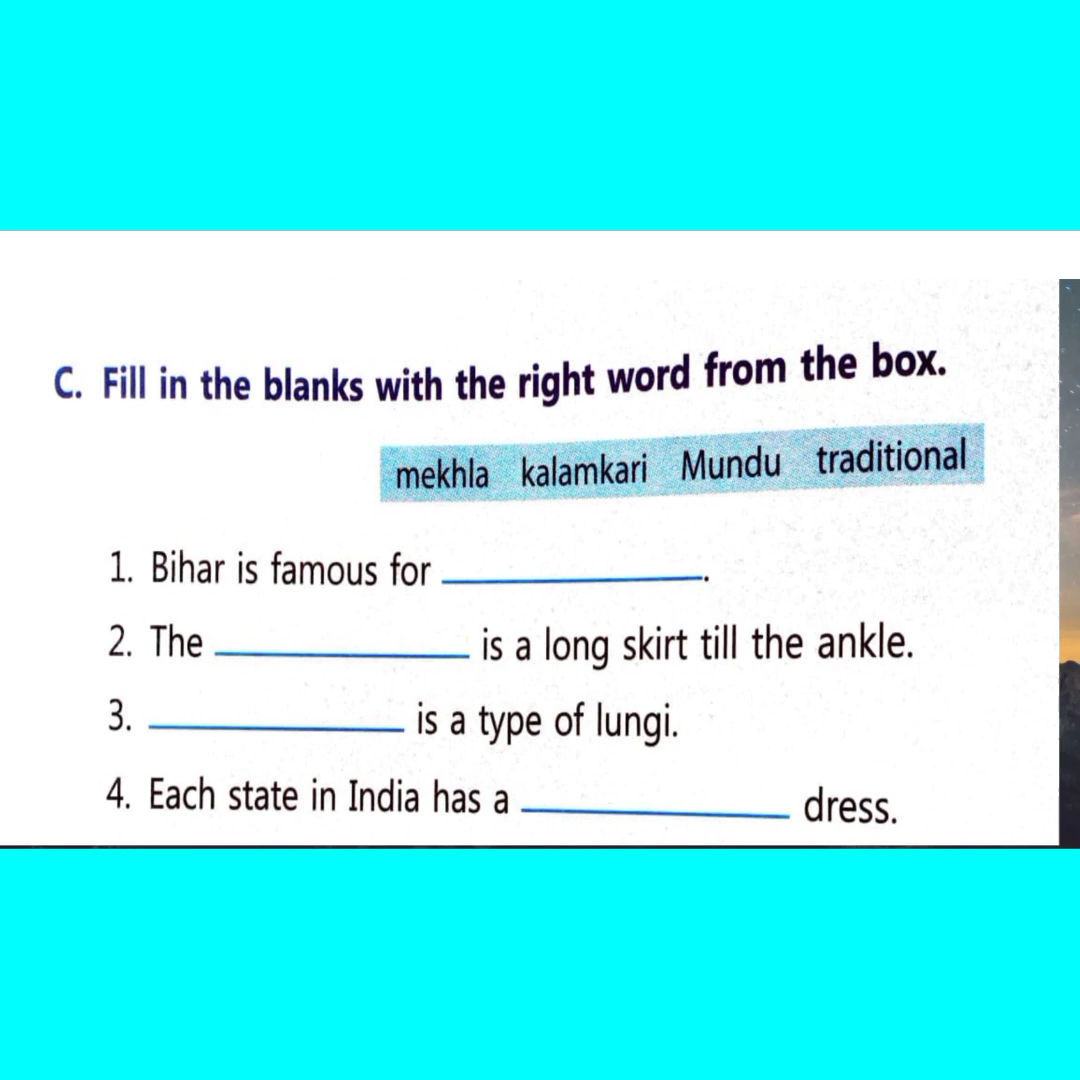 C. Fill in the blanks with the right word from the box.
mekhla kalamkari Mundu traditional
1. Bihar is famous for ____________.
2. The ____________ is a long skirt till the ankle.
3. ____________ is a type of lungi.
4. Each state in India has a ____________ dress.